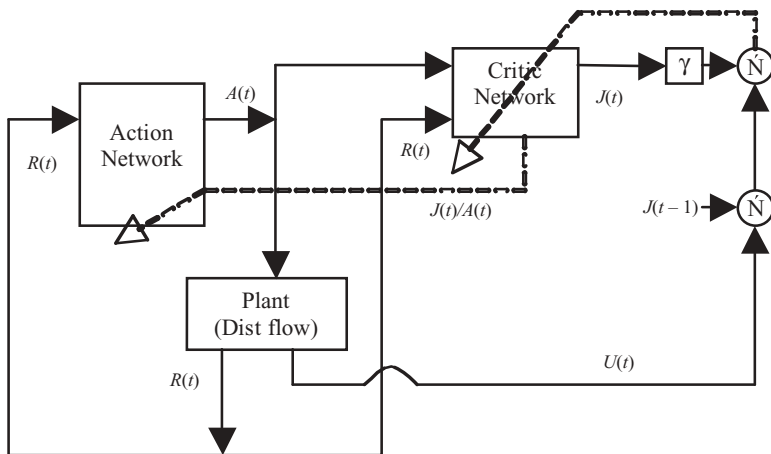 Critic
Network
J(t)
γ
Ń
A(t)
Action
Network
R(t)
R(t)
J(t)/A(t)
J(t – 1)
Ń
Plant
(Dist flow)
R(t)
U(t)